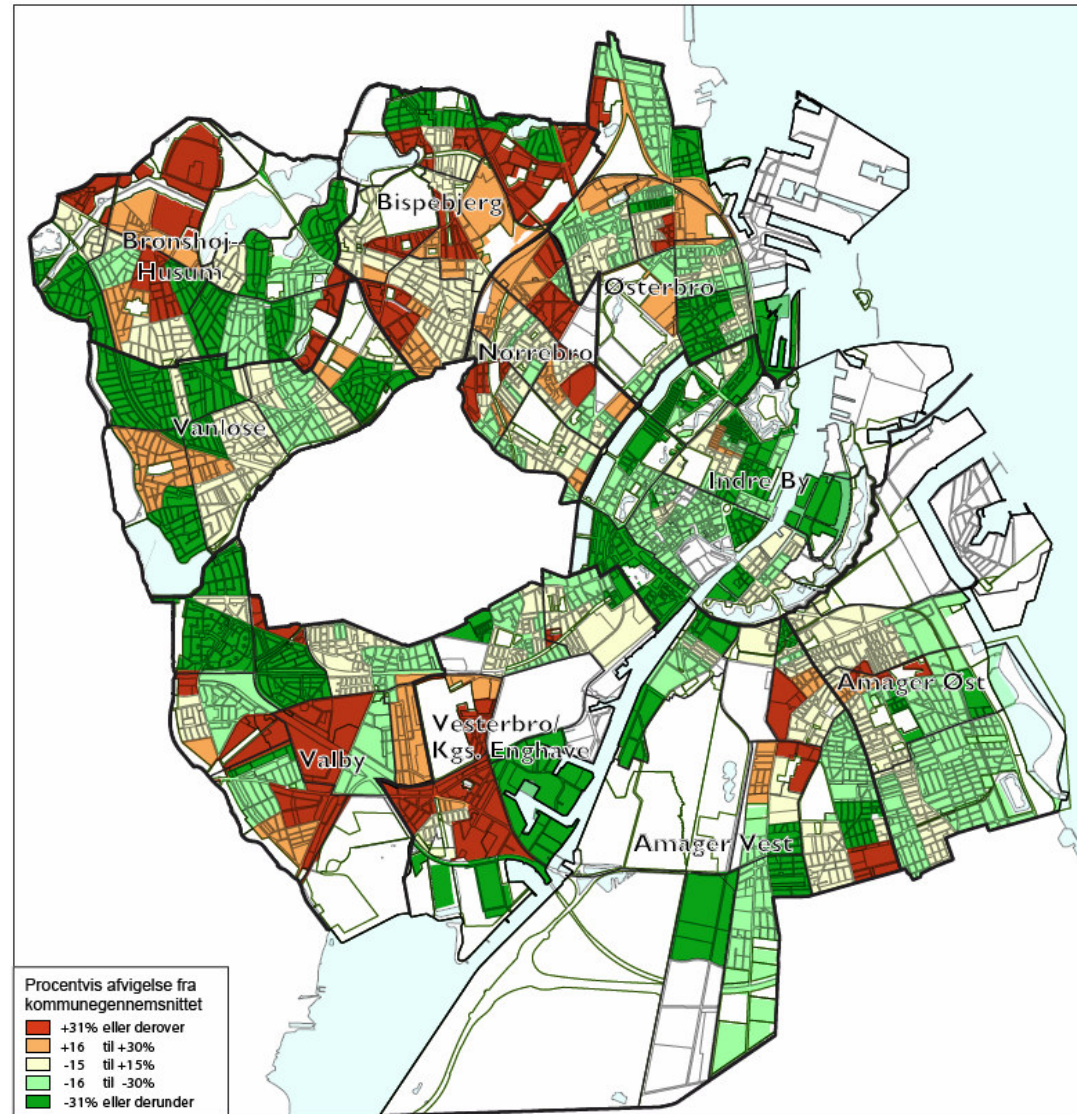 Bispebjerg
Brønshøj-
Husum
Østerbro
Nørrebro
Vanløse
Indre By
Amager Øst
Vesterbro/
Kgs. Enghave
Valby
Amager Vest
Procentvis afvigelse fra
kommunegennemsnittet
+31% eller derover
+16 til +30%
-15 til +15%
-16 til -30%
-31% eller derunder